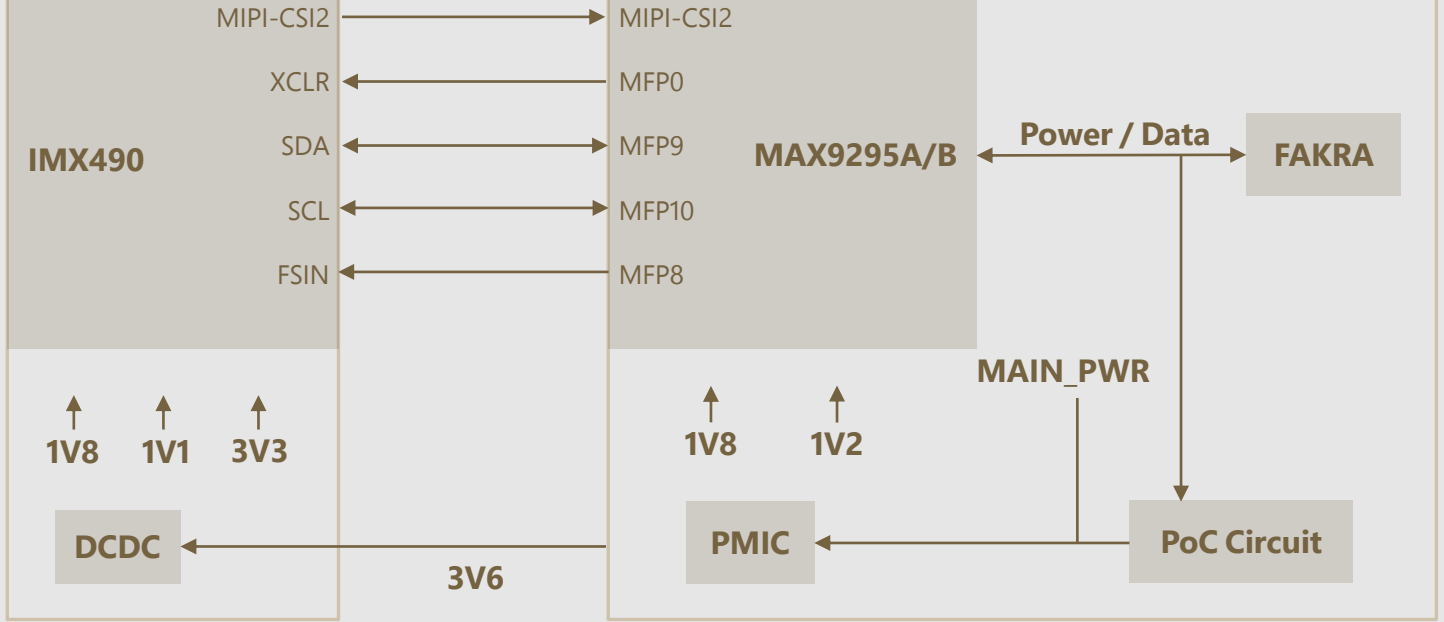 MIPI-CSI2
MIPI-CSI2
XCLR
MFP0
Power / Data
IMX490
SDA
MFP9
MAX9295A/B
FAKRA
SCL
MFP10
FSIN
MFP8
MAIN_PWR
1V8
1V1
3V3
1V8
1V2
DCDC
3V6
PMIC
PoC Circuit